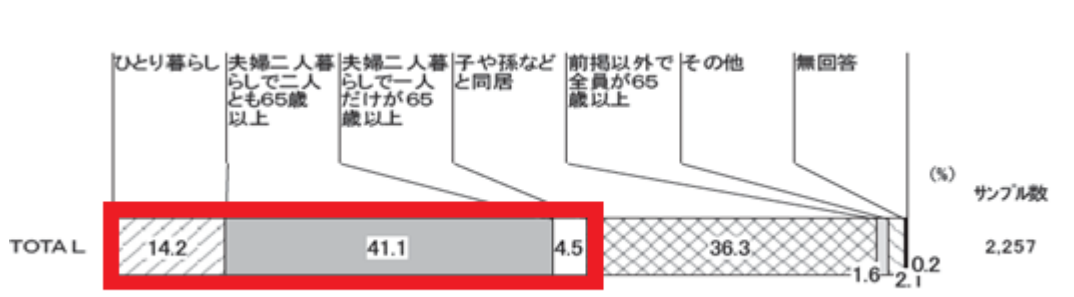 ひとり暮らし
夫婦二人暮
らしで二人
とも65歳
以上
夫婦二人暮
らしで一人
だけが65
歳以上
子や孫など
と同居
前掲以外で
全員が65
歳以上
その他
無回答
(%)
サンプル数
TOTAL
14.2
41.1
4.5
36.3
1.6
2.1
0.2
2,257